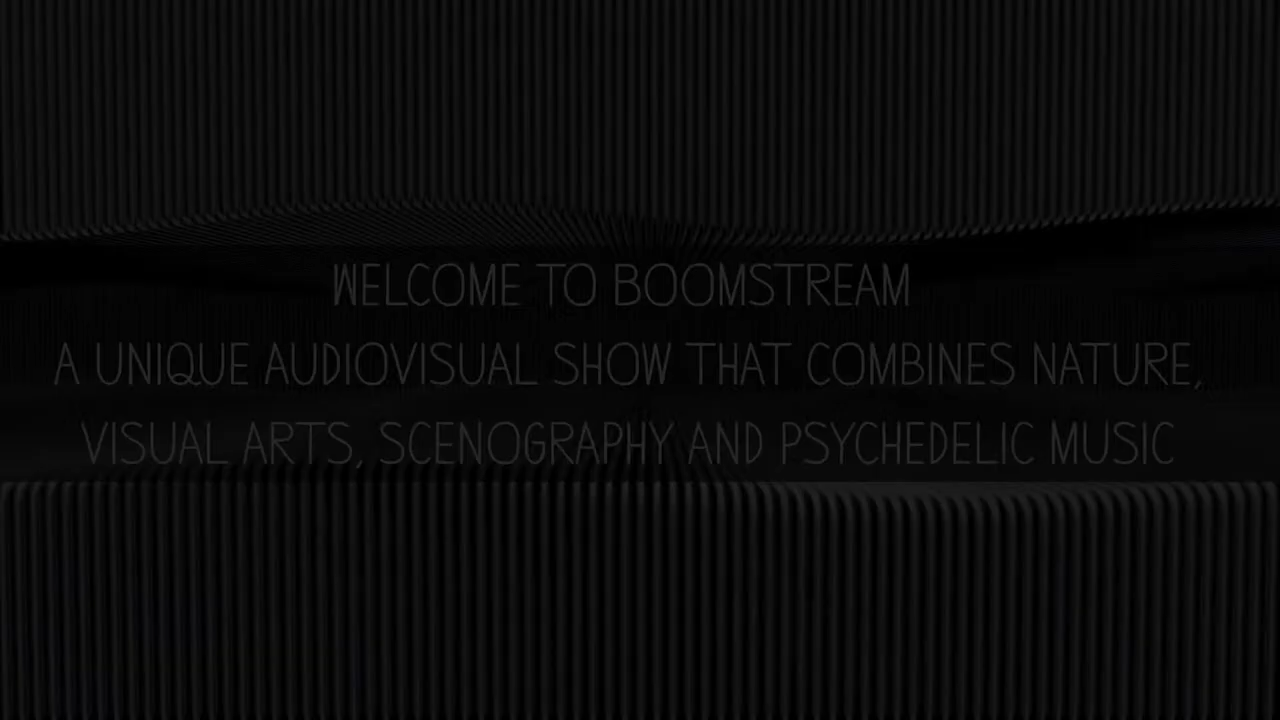 WELCOME TO BOOMSTREAM
A UNIQUE AUDIOVISUAL SHOW THAT COMBINES NATURE,
VISUAL ARTS, SCENOGRAPHY AND PSYCHEDELIC MUSIC